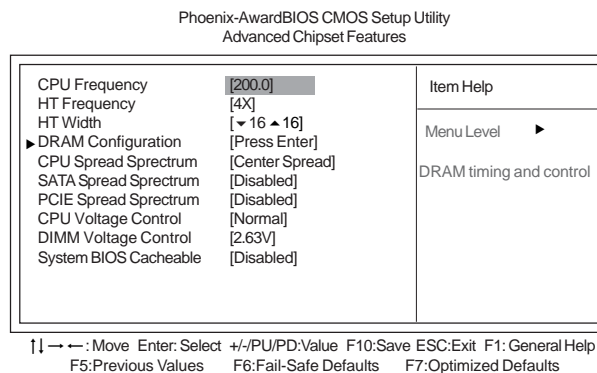 Phoenix-AwardBIOS CMOS Setup Utility
Advanced Chipset Features
CPU Frequency [200.0]
HT Frequency [4X]
HT Width [▾16 ▴16]
▶DRAM Configuration [Press Enter]
CPU Spread Sprectrum [Center Spread]
SATA Spread Sprectrum [Disabled]
PCIE Spread Sprectrum [Disabled]
CPU Voltage Control [Normal]
DIMM Voltage Control [2.63V]
System BIOS Cacheable [Disabled]
Item Help
Menu Level ▶
DRAM timing and control
↑↓→←: Move Enter: Select +/-/PU/PD:Value F10:Save ESC:Exit F1: General Help
F5:Previous Values F6:Fail-Safe Defaults F7:Optimized Defaults